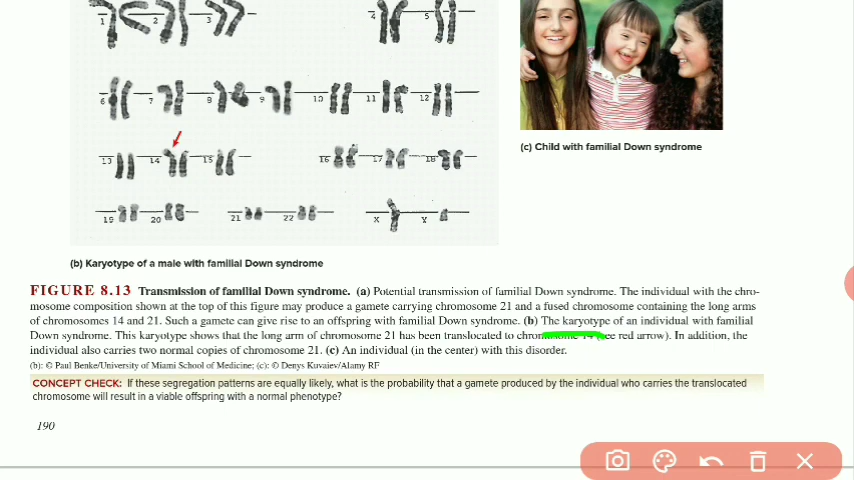 1 2 3 4 5
6 7 8 9 10 11 12
13 14 15 16 17 18
19 20 21 22 X Y
(c) Child with familial Down syndrome
(b) Karyotype of a male with familial Down syndrome
FIGURE 8.13 Transmission of familial Down syndrome. (a) Potential transmission of familial Down syndrome. The individual with the chro-
mosome composition shown at the top of this figure may produce a gamete carrying chromosome 21 and a fused chromosome containing the long arms
of chromosomes 14 and 21. Such a gamete can give rise to an offspring with familial Down syndrome. (b) The karyotype of an individual with familial
Down syndrome. This karyotype shows that the long arm of chromosome 21 has been translocated to chromosome 14 (see red arrow). In addition, the
individual also carries two normal copies of chromosome 21. (c) An individual (in the center) with this disorder.
(b): © Paul Benke/University of Miami School of Medicine; (c): © Denys Kuvaiev/Alamy RF
CONCEPT CHECK: If these segregation patterns are equally likely, what is the probability that a gamete produced by the individual who carries the translocated
chromosome will result in a viable offspring with a normal phenotype?
190